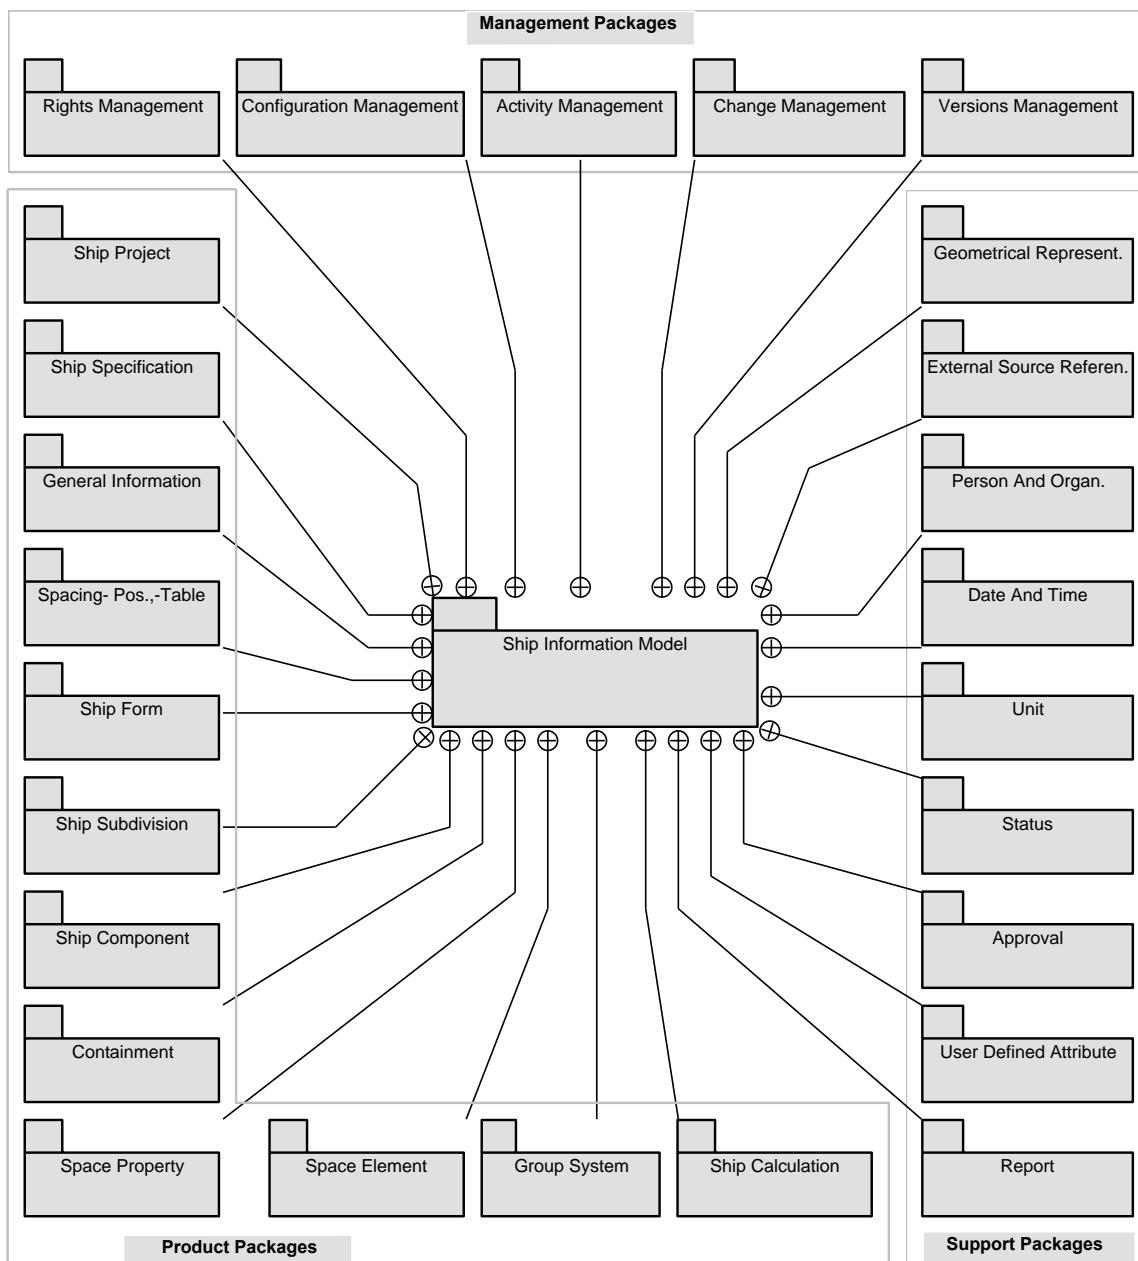 Management Packages
Rights Management
Configuration Management
Activity Management
Change Management
Versions Management
Ship Project
Geometrical Represent.
Ship Specification
External Source Referen.
General Information
Person And Organ.
Spacing- Pos.,-Table
Date And Time
Ship Information Model
Ship Form
Unit
Ship Subdivision
Status
Ship Component
Approval
Containment
User Defined Attribute
Space Property
Space Element
Group System
Ship Calculation
Report
Product Packages
Support Packages